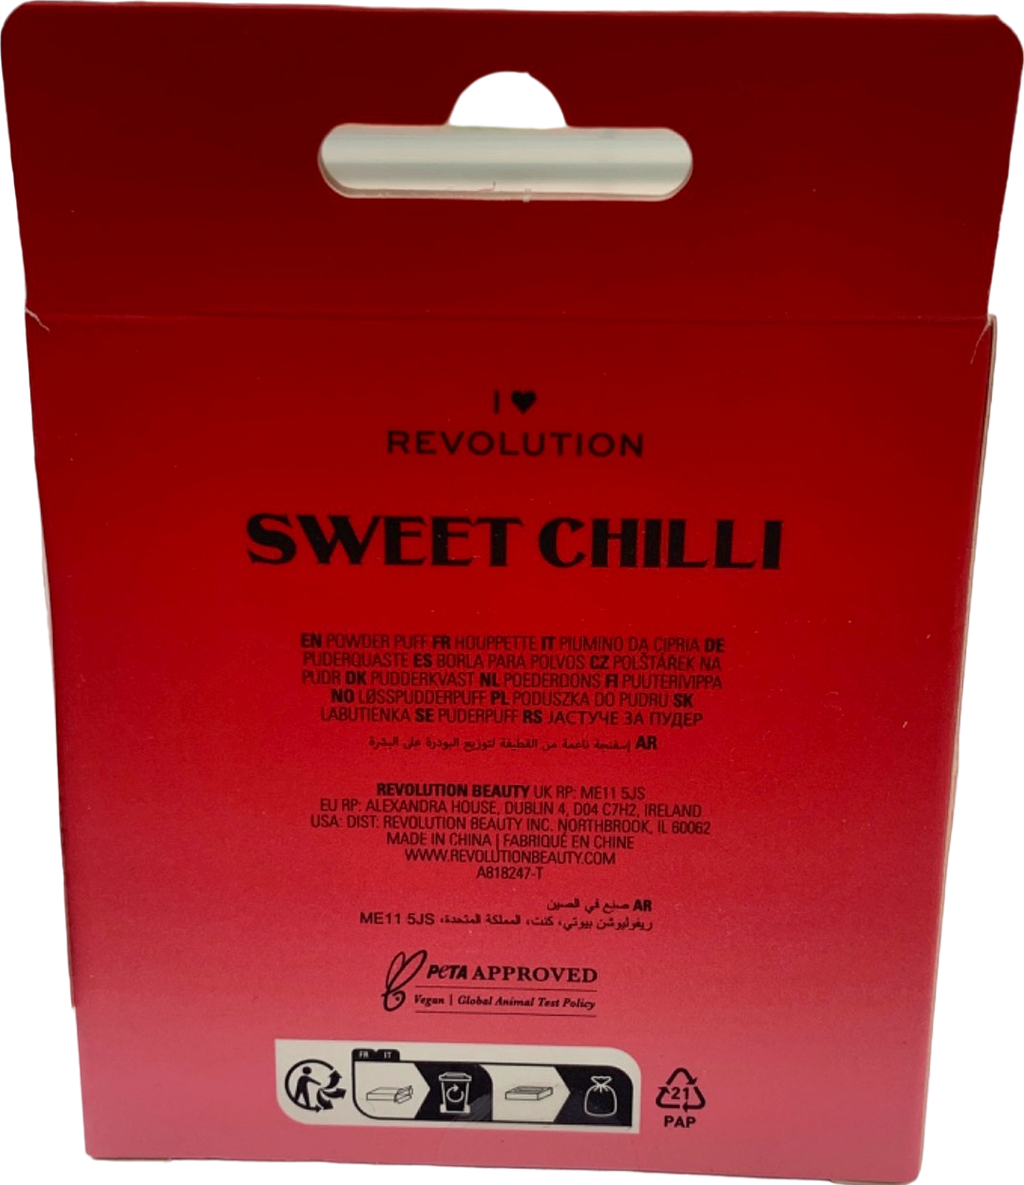 I ♥
REVOLUTION
SWEET CHILLI
EN POWDER PUFF FR HOUPPETTE IT PIUMINO DA CIPRIA DE
PUDERQUASTE ES BORLA PARA POLVOS CZ POLŠTÁŘEK NA
PUDR DK PUDDERKVAST NL POEDERDONS FI PUUTERIVIPPA
NO LØSSPUDDERPUFF PL PODUSZKA DO PUDRU SK
LABUTIENKA SE PUDERPUFF RS ЈАСТУЧЕ ЗА ПУДЕР
AR إسفنجة ناعمة من القطيفة لتوزيع البودرة على البشرة
REVOLUTION BEAUTY UK RP: ME11 5JS
EU RP: ALEXANDRA HOUSE, DUBLIN 4, D04 C7H2, IRELAND
USA: DIST: REVOLUTION BEAUTY INC. NORTHBROOK, IL 60062
MADE IN CHINA | FABRIQUÉ EN CHINE
WWW.REVOLUTIONBEAUTY.COM
A818247-T
AR صنع في الصين
ريفوليوشن بيوتي، كنت، المملكة المتحدة، ME11 5JS
PETA APPROVED
Vegan | Global Animal Test Policy
FR IT
21
PAP